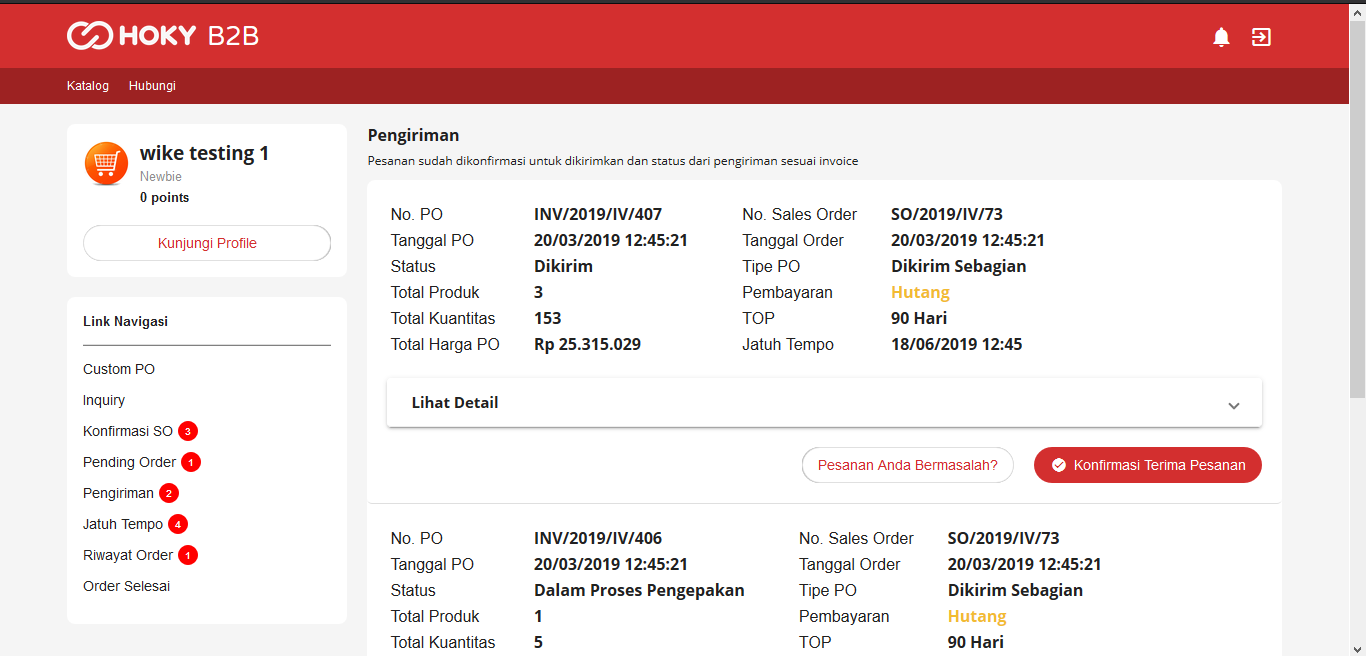 HOKY B2B
Katalog Hubungi
wike testing 1
Newbie
0 points
Kunjungi Profile
Link Navigasi
Custom PO
Inquiry
Konfirmasi SO 3
Pending Order 1
Pengiriman 2
Jatuh Tempo 4
Riwayat Order 1
Order Selesai
Pengiriman
Pesanan sudah dikonfirmasi untuk dikirimkan dan status dari pengiriman sesuai invoice
No. PO INV/2019/IV/407 No. Sales Order SO/2019/IV/73
Tanggal PO 20/03/2019 12:45:21 Tanggal Order 20/03/2019 12:45:21
Status Dikirim Tipe PO Dikirim Sebagian
Total Produk 3 Pembayaran Hutang
Total Kuantitas 153 TOP 90 Hari
Total Harga PO Rp 25.315.029 Jatuh Tempo 18/06/2019 12:45
Lihat Detail
Pesanan Anda Bermasalah? Konfirmasi Terima Pesanan
No. PO INV/2019/IV/406 No. Sales Order SO/2019/IV/73
Tanggal PO 20/03/2019 12:45:21 Tanggal Order 20/03/2019 12:45:21
Status Dalam Proses Pengepakan Tipe PO Dikirim Sebagian
Total Produk 1 Pembayaran Hutang
Total Kuantitas 5 TOP 90 Hari